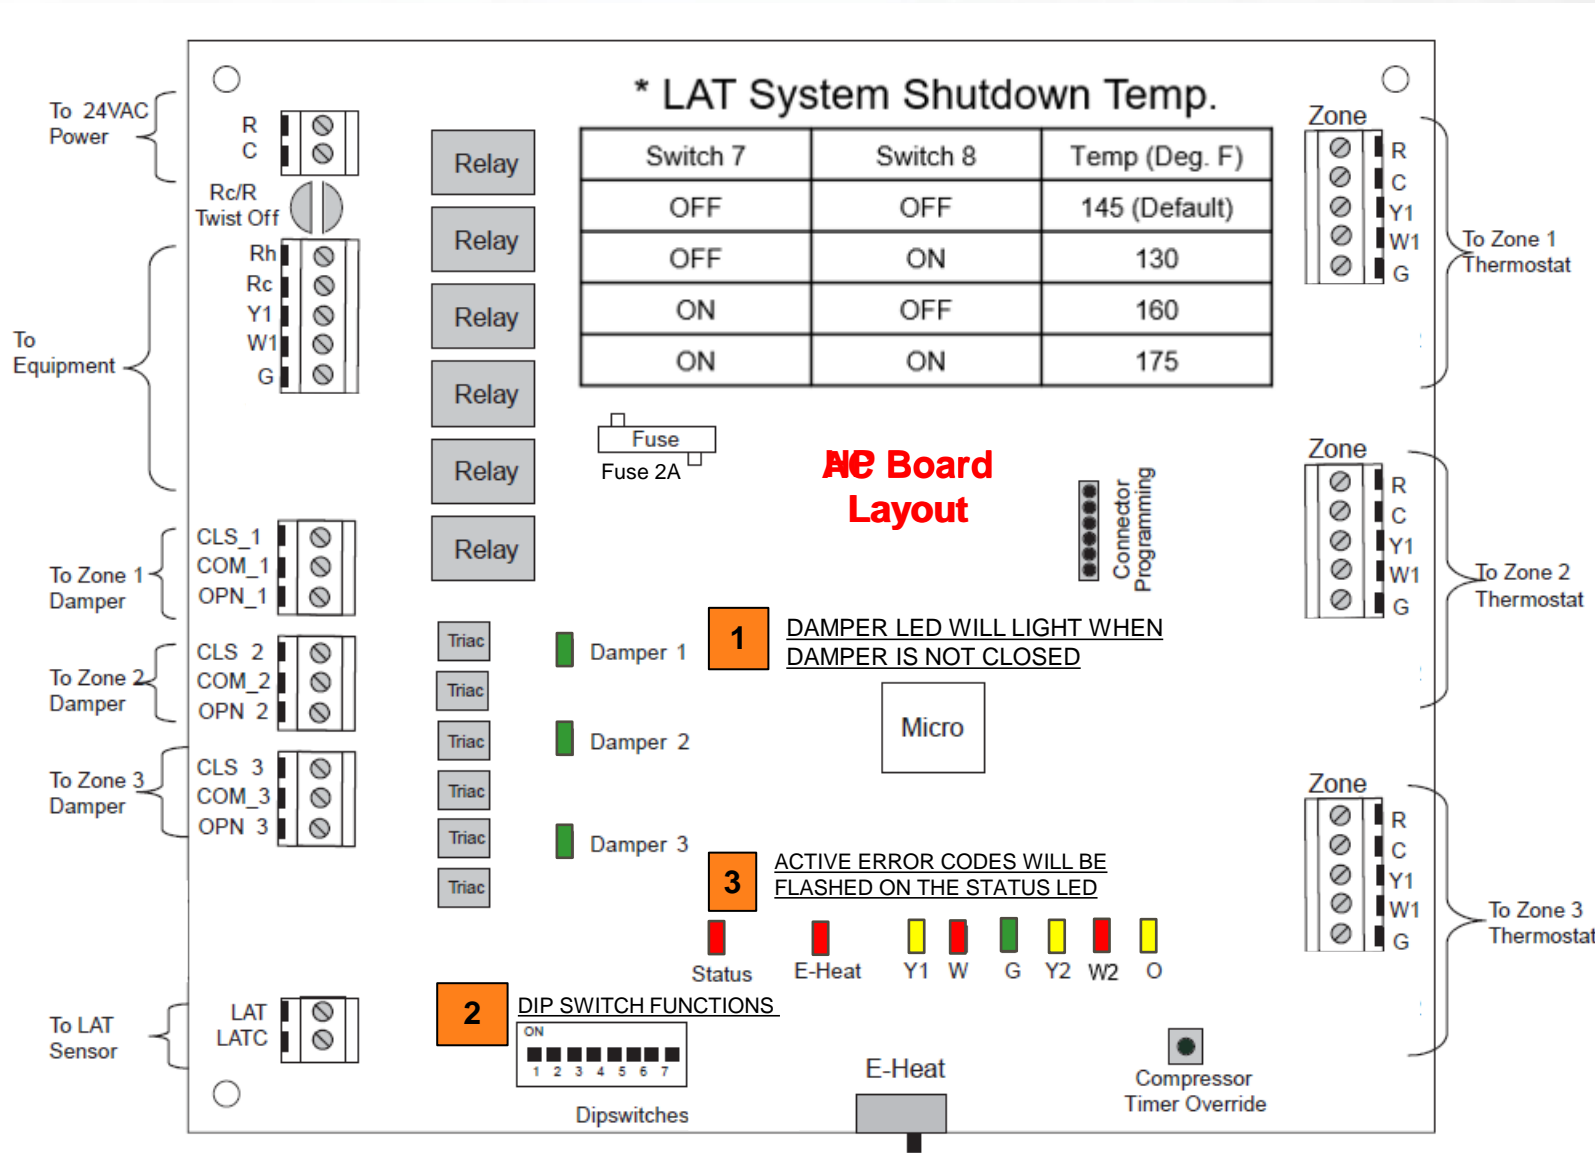 * LAT System Shutdown Temp.
Switch 7 Switch 8 Temp (Deg. F)
OFF OFF 145 (Default)
OFF ON 130
ON OFF 160
ON ON 175
To 24VAC
Power
R
C
Rc/R
Twist Off
To
Equipment
Rh
Rc
Y1
W1
G
To Zone 1
Damper
CLS_1
COM_1
OPN_1
To Zone 2
Damper
CLS 2
COM_2
OPN 2
To Zone 3
Damper
CLS 3
COM_3
OPN 3
To LAT
Sensor
LAT
LATC
Relay
Relay
Relay
Relay
Relay
Relay
Triac
Triac
Triac
Triac
Triac
Triac
Fuse
Fuse 2A
Board
Layout
Connector
Programming
Damper 1
Damper 2
Damper 3
1
DAMPER LED WILL LIGHT WHEN
DAMPER IS NOT CLOSED
Micro
3
ACTIVE ERROR CODES WILL BE
FLASHED ON THE STATUS LED
Status E-Heat Y1 W G Y2 W2 O
2
DIP SWITCH FUNCTIONS
ON
1 2 3 4 5 6 7
Dipswitches
E-Heat
Compressor
Timer Override
Zone
R
C
Y1
W1
G
To Zone 1
Thermostat
Zone
R
C
Y1
W1
G
To Zone 2
Thermostat
Zone
R
C
Y1
W1
G
To Zone 3
Thermostat